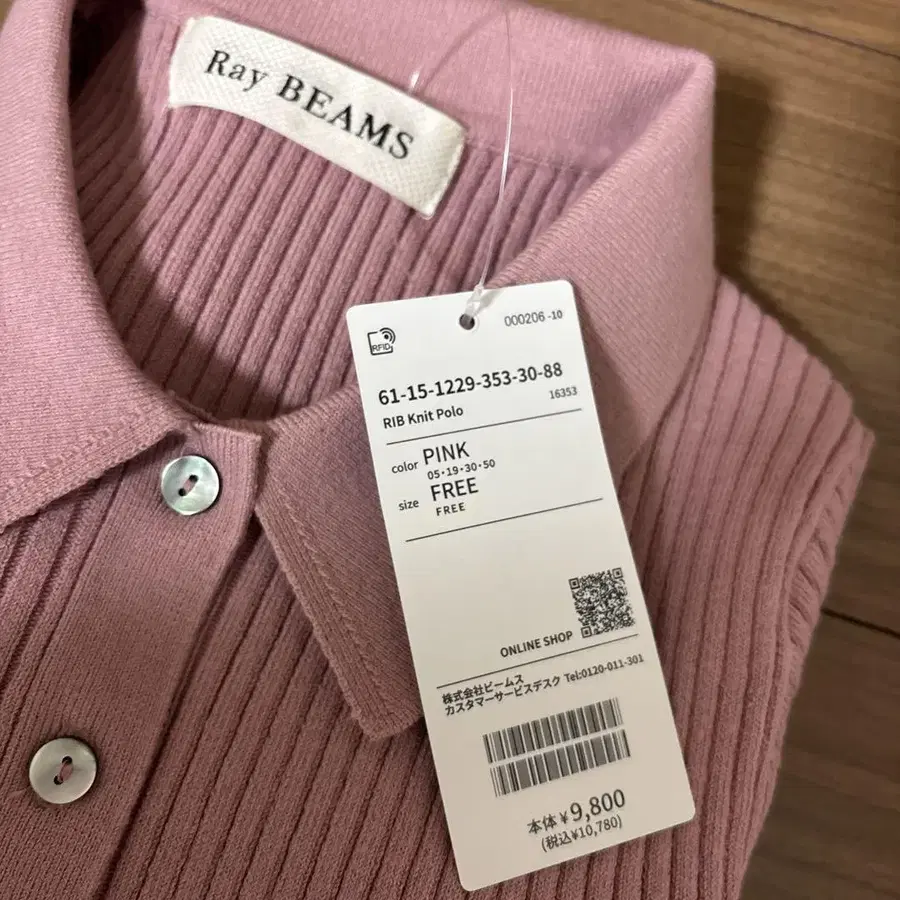 Ray BEAMS
RFID
000206 -10
61-15-1229-353-30-88
RIB Knit Polo
16353
color PINK
05・19・30・50
size FREE
FREE
ONLINE SHOP
株式会社ビームス
カスタマーサービスデスク Tel:0120-011-301
本体¥9,800
(税込¥10,780)